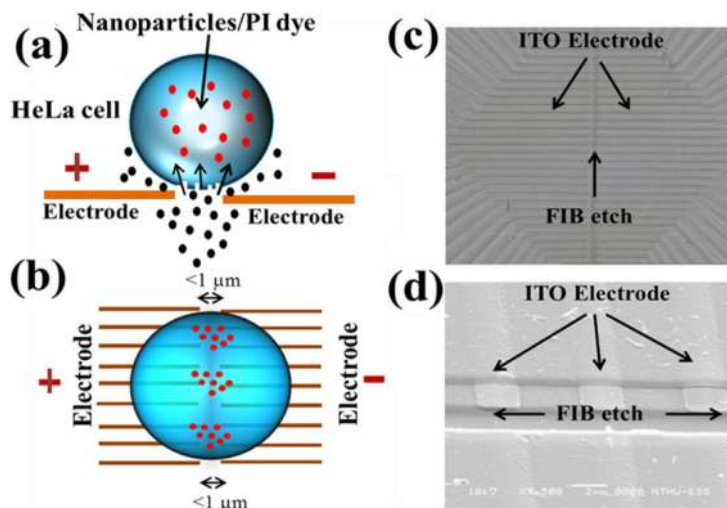 (a)
Nanoparticles/PI dye
HeLa cell
+
−
Electrode
Electrode
(b)
<1 μm
Electrode
+
Electrode
−
<1 μm
(c)
ITO Electrode
FIB etch
(d)
ITO Electrode
FIB etch